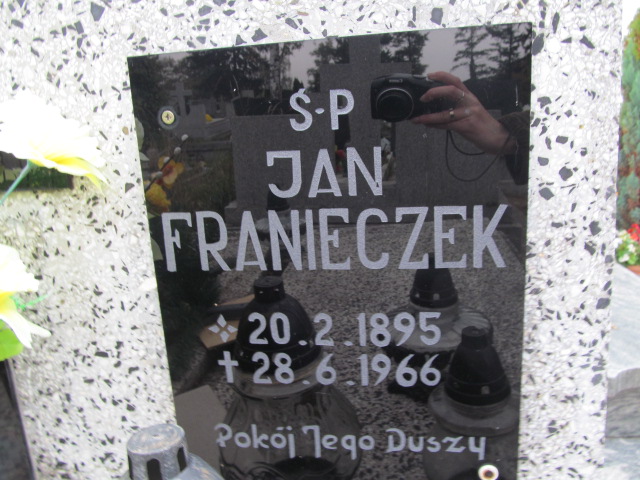 Ś-P
JAN
FRANIECZEK
20.2.1895
✝ 28.6.1966
Pokój Jego Duszy